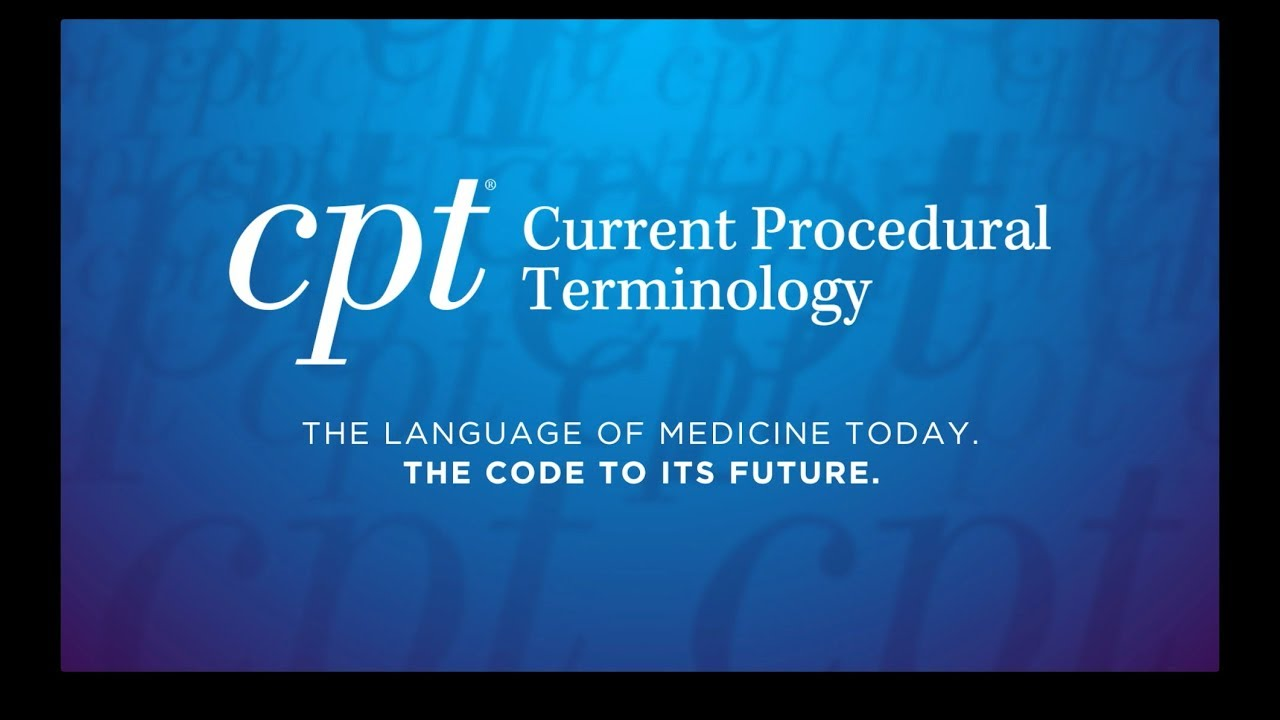 cpt®
Current Procedural
Terminology
THE LANGUAGE OF MEDICINE TODAY.
THE CODE TO ITS FUTURE.